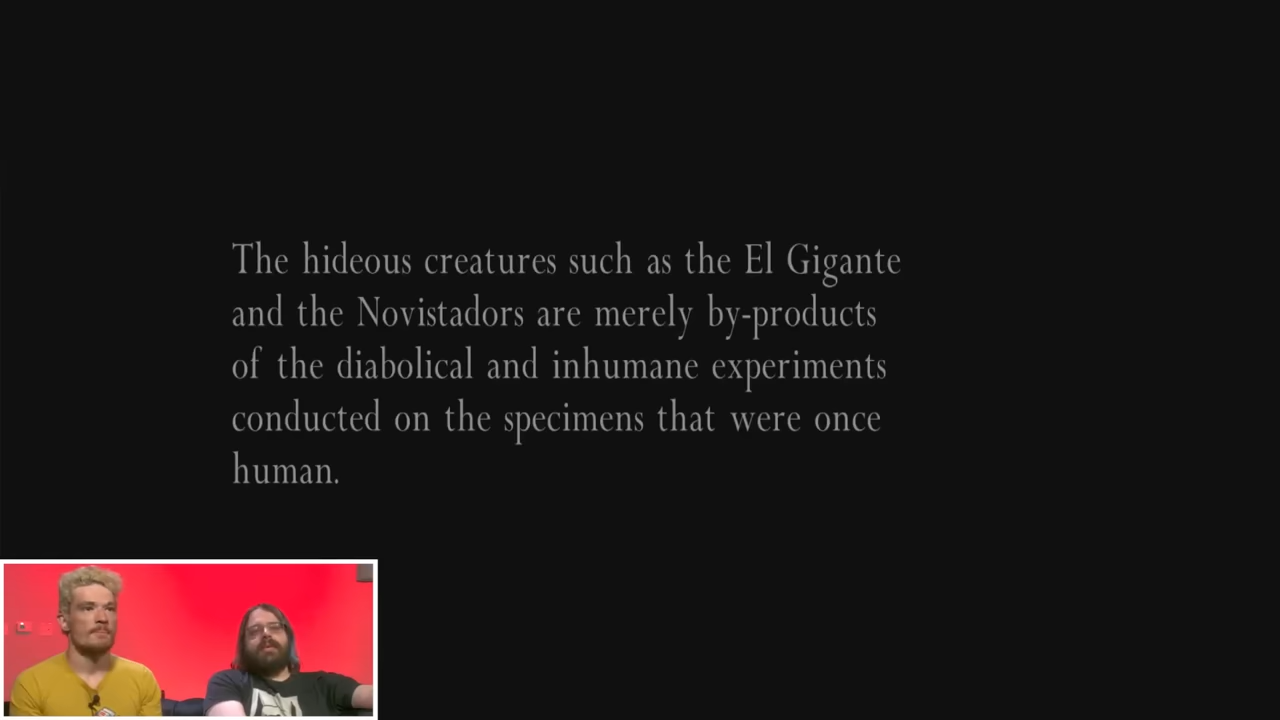 The hideous creatures such as the El Gigante
and the Novistadors are merely by-products
of the diabolical and inhumane experiments
conducted on the specimens that were once
human.